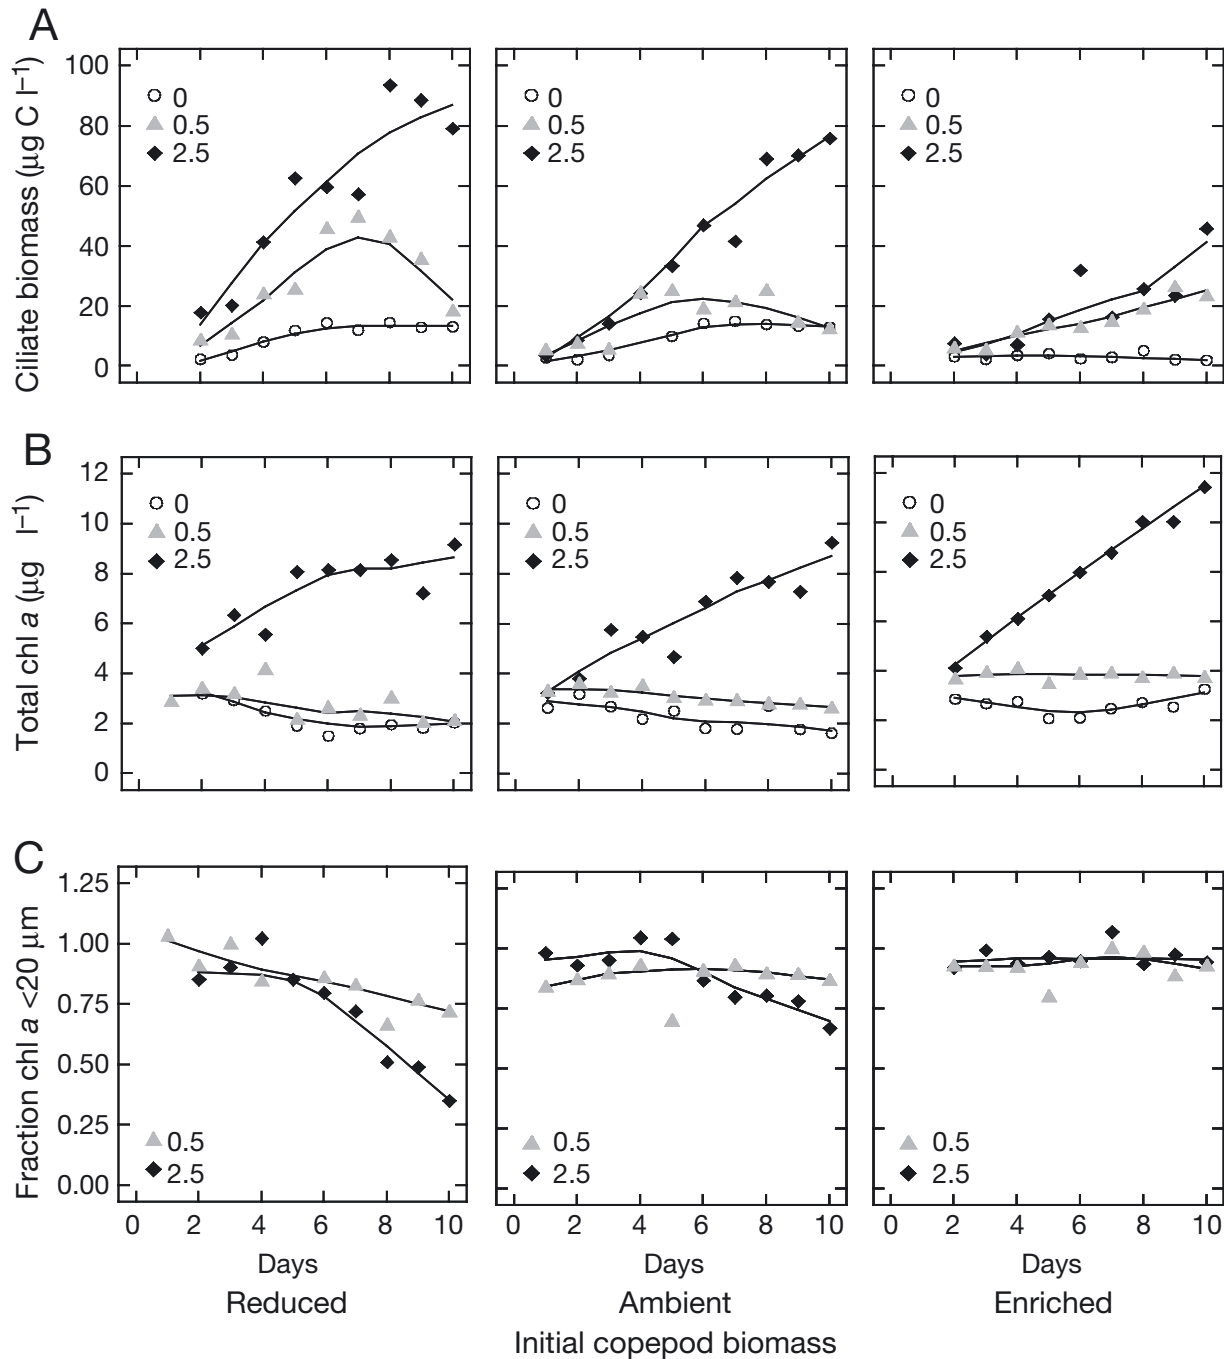 A
Ciliate biomass (µg C l–1)
100
80
60
40
20
0
0
0.5
2.5
0
0.5
2.5
0
0.5
2.5
B
Total chl a (µg l–1)
12
10
8
6
4
2
0
0
0.5
2.5
0
0.5
2.5
0
0.5
2.5
C
Fraction chl a <20 µm
1.25
1.00
0.75
0.50
0.25
0.00
0.5
2.5
0.5
2.5
0.5
2.5
0 2 4 6 8 10
0 2 4 6 8 10
0 2 4 6 8 10
Days
Days
Days
Reduced
Ambient
Enriched
Initial copepod biomass